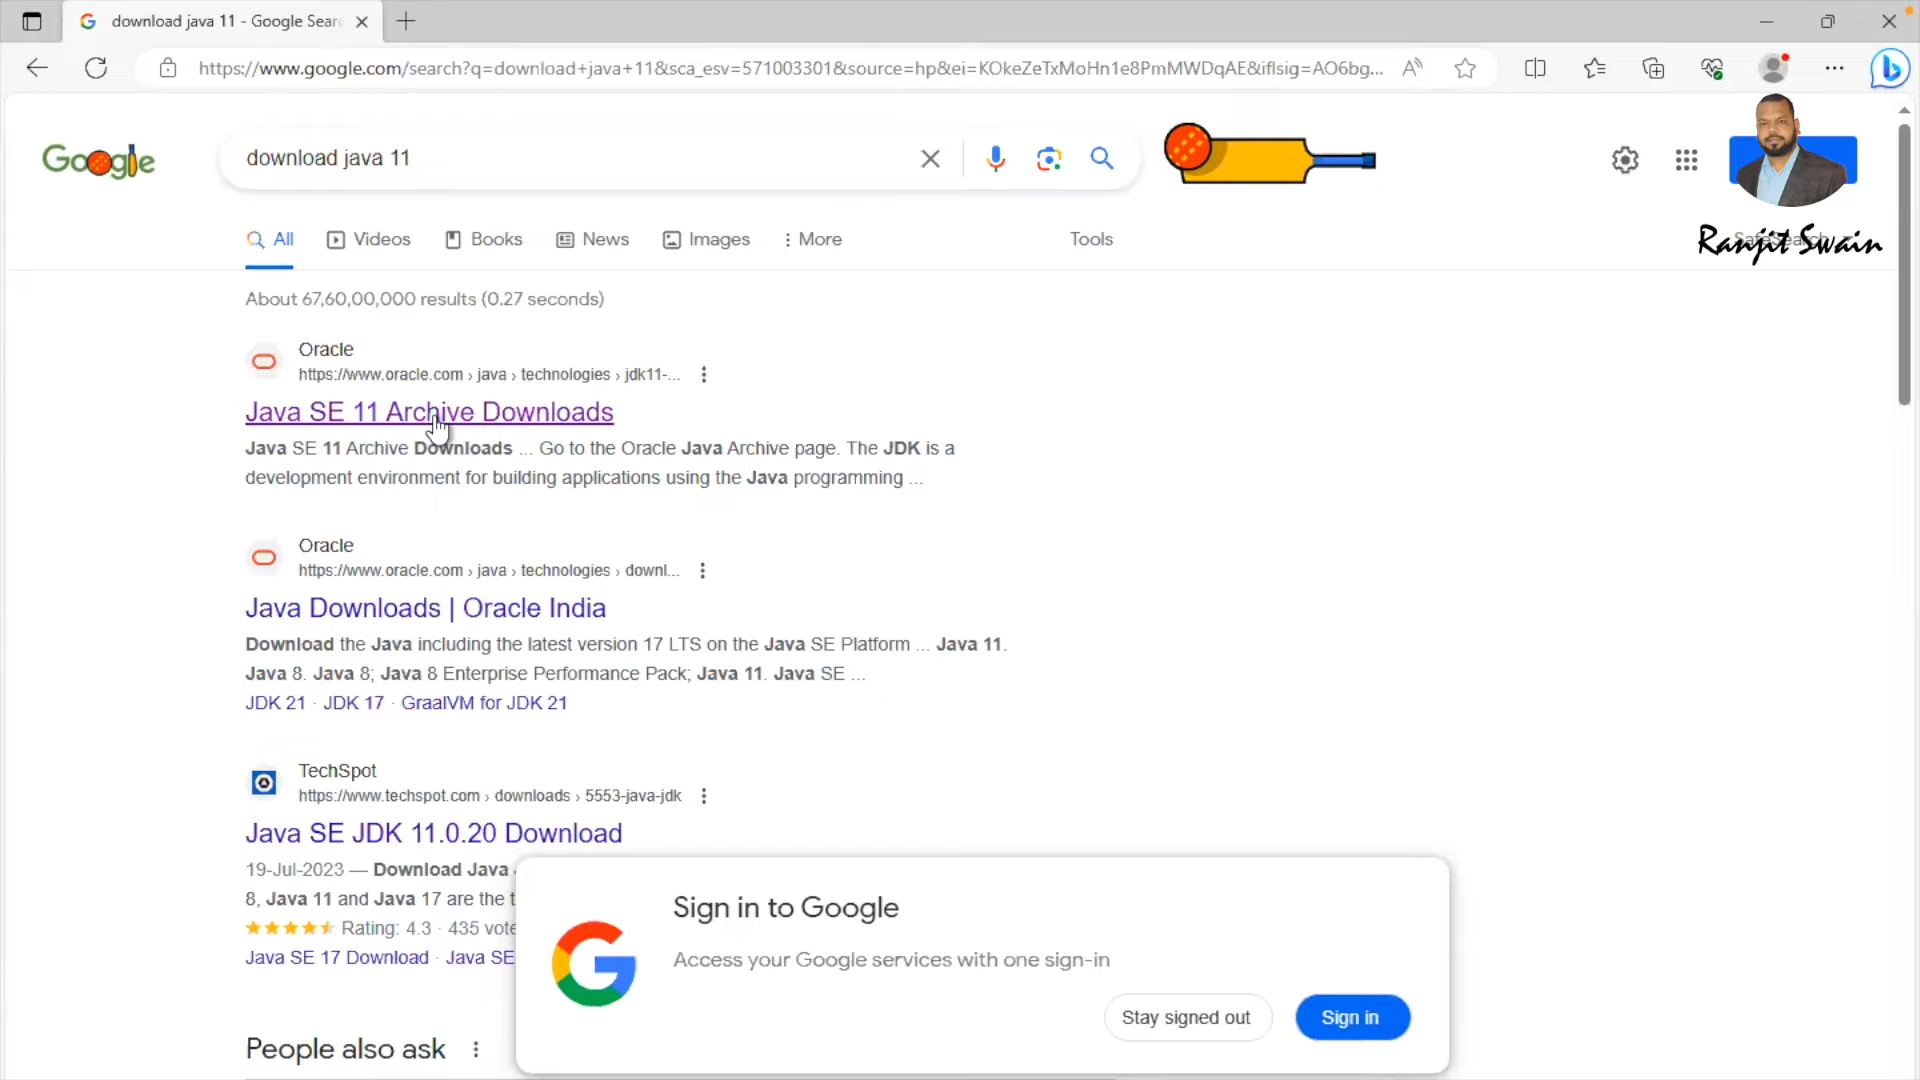 download java 11 - Google Sear
https://www.google.com/search?q=download+java+11&sca_esv=571003301&source=hp&ei=KOkeZeTxMoHn1e8PmMWDqAE&iflsig=AO6bg...
Google
download java 11
All
Videos
Books
News
Images
More
Tools
SafeSearch
Ranjit Swain
About 67,60,00,000 results (0.27 seconds)
Oracle
https://www.oracle.com › java › technologies › jdk11-...
Java SE 11 Archive Downloads
Java SE 11 Archive Downloads ... Go to the Oracle Java Archive page. The JDK is a
development environment for building applications using the Java programming ...
Oracle
https://www.oracle.com › java › technologies › downl...
Java Downloads | Oracle India
Download the Java including the latest version 17 LTS on the Java SE Platform ... Java 11.
Java 8. Java 8; Java 8 Enterprise Performance Pack; Java 11. Java SE ...
JDK 21 · JDK 17 · GraalVM for JDK 21
TechSpot
https://www.techspot.com › downloads › 5553-java-jdk
Java SE JDK 11.0.20 Download
19-Jul-2023 — Download Java
8, Java 11 and Java 17 are the t
Rating: 4.3 · 435 vote
Java SE 17 Download · Java SE
Sign in to Google
Access your Google services with one sign-in
Stay signed out
Sign in
People also ask